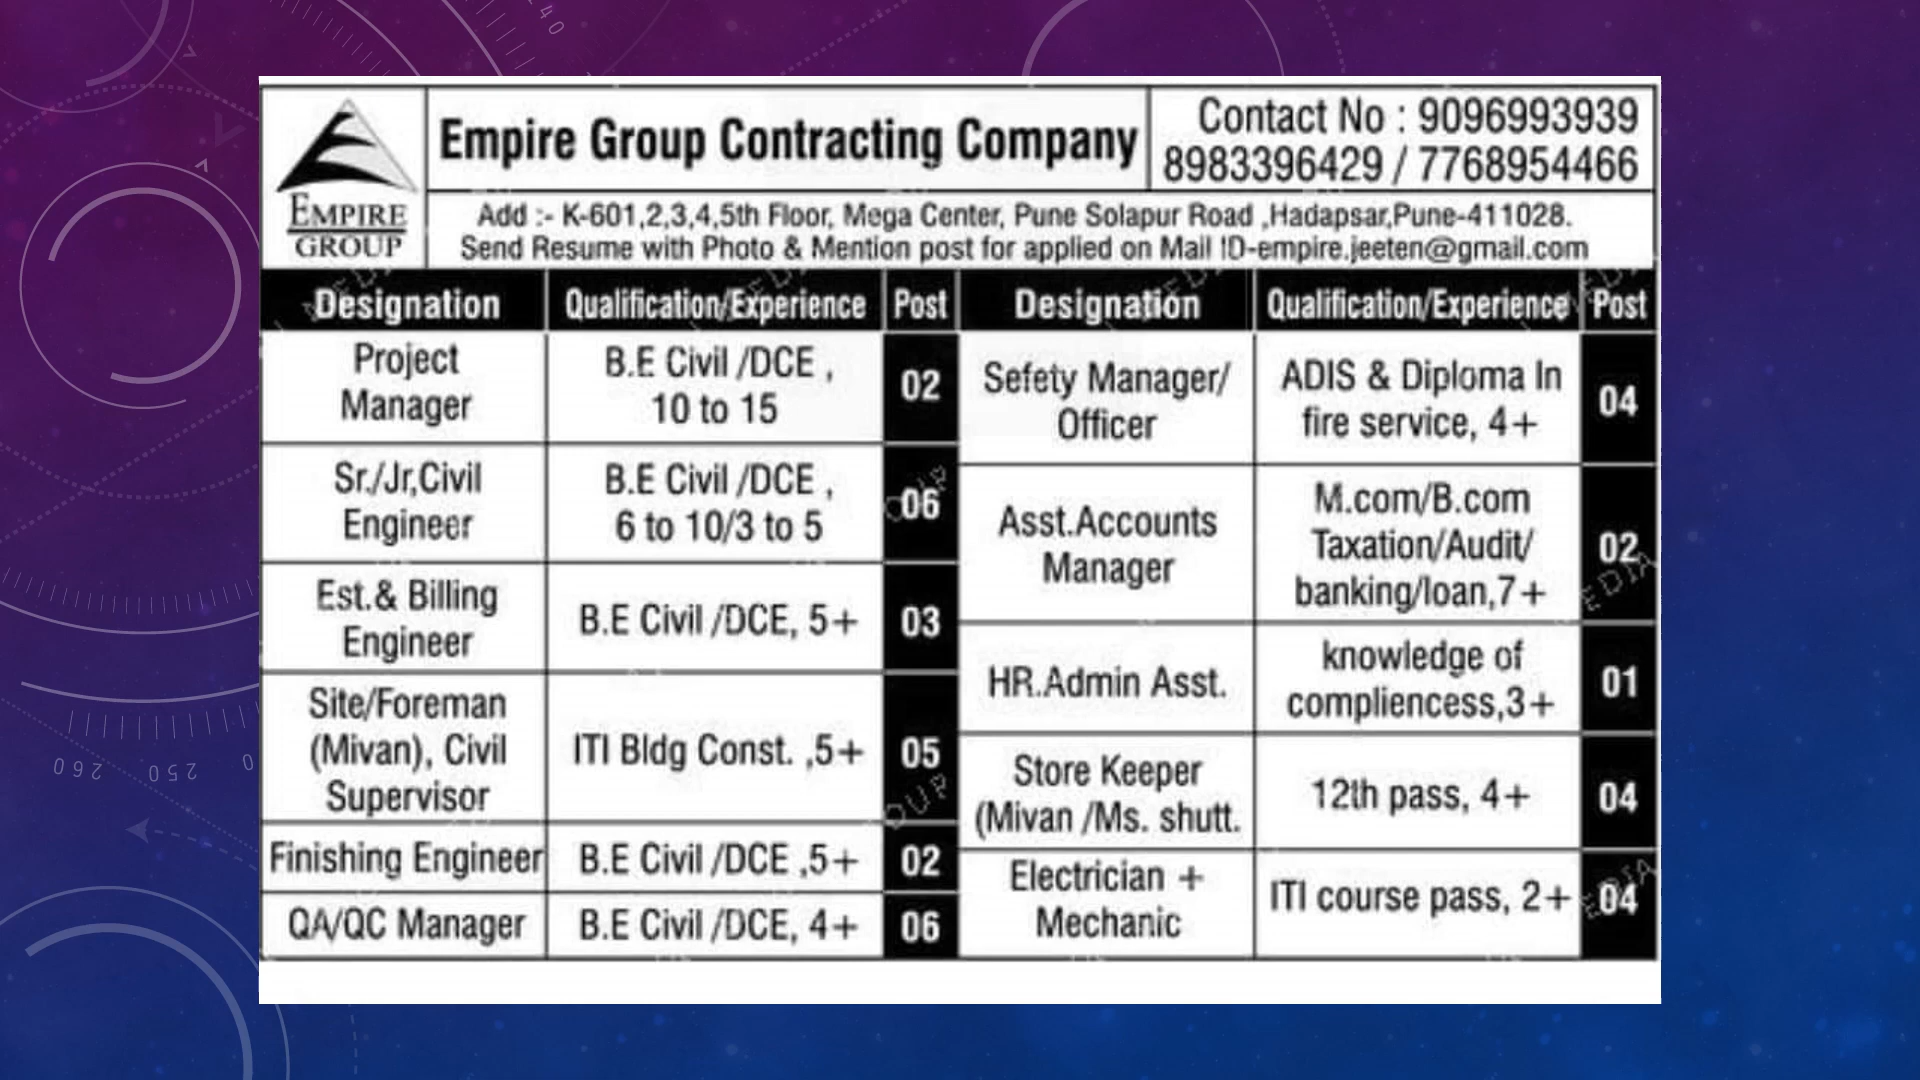 Empire Group Contracting Company
Contact No : 9096993939
8983396429 / 7768954466
EMPIRE
GROUP
Add :- K-601,2,3,4,5th Floor, Mega Center, Pune Solapur Road ,Hadapsar,Pune-411028.
Send Resume with Photo & Mention post for applied on Mail ID-empire.jeeten@gmail.com
Designation Qualification/Experience Post
Project
Manager
B.E Civil /DCE ,
10 to 15
02
Sr./Jr,Civil
Engineer
B.E Civil /DCE ,
6 to 10/3 to 5
06
Est.& Billing
Engineer
B.E Civil /DCE, 5+
03
Site/Foreman
(Mivan), Civil
Supervisor
ITI Bldg Const. ,5+
05
Finishing Engineer
B.E Civil /DCE ,5+
02
QA/QC Manager
B.E Civil /DCE, 4+
06
Designation Qualification/Experience Post
Sefety Manager/
Officer
ADIS & Diploma In
fire service, 4+
04
Asst.Accounts
Manager
M.com/B.com
Taxation/Audit/
banking/loan,7+
02
HR.Admin Asst.
knowledge of
compliencess,3+
01
Store Keeper
(Mivan /Ms. shutt.
12th pass, 4+
04
Electrician +
Mechanic
ITI course pass, 2+
04
40
260
250